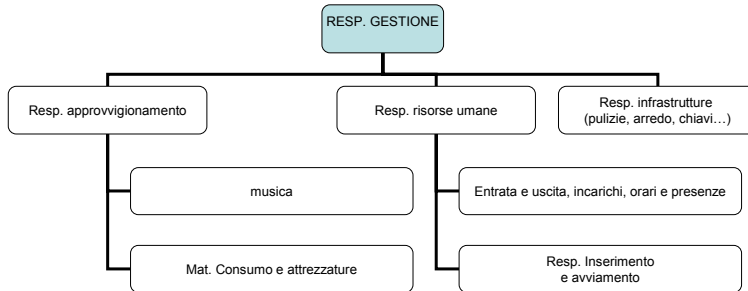 RESP. GESTIONE
Resp. approvvigionamento
Resp. risorse umane
Resp. infrastrutture
(pulizie, arredo, chiavi…)
musica
Entrata e uscita, incarichi, orari e presenze
Mat. Consumo e attrezzature
Resp. Inserimento
e avviamento